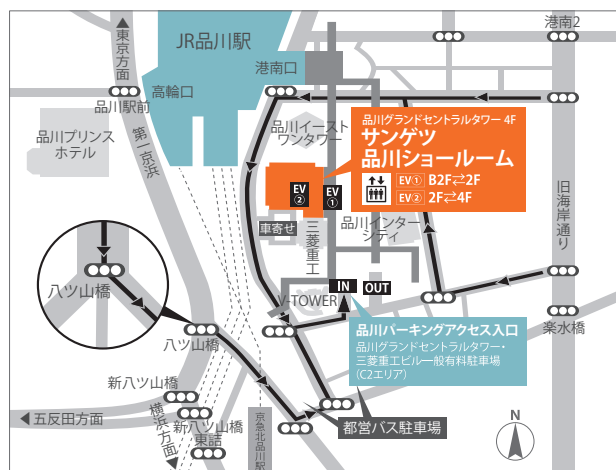 東京方面
JR品川駅
港南口
港南2
高輪口
品川駅前
品川プリンス
ホテル
第一京浜
品川イースト
ワンタワー
品川グランドセントラルタワー 4F
サンゲツ
品川ショールーム
EV① B2F⇄2F
EV② 2F⇄4F
EV
②
EV
①
車寄せ
三菱重工
品川インター
シティ
旧海岸通り
八ツ山橋
IN
OUT
V-TOWER
品川パーキングアクセス入口
品川グランドセントラルタワー・
三菱重工ビル一般有料駐車場
(C2エリア)
楽水橋
八ツ山橋
新八ツ山橋
五反田方面
横浜方面
新八ツ山橋
東詰
京急北品川駅
都営バス駐車場
N